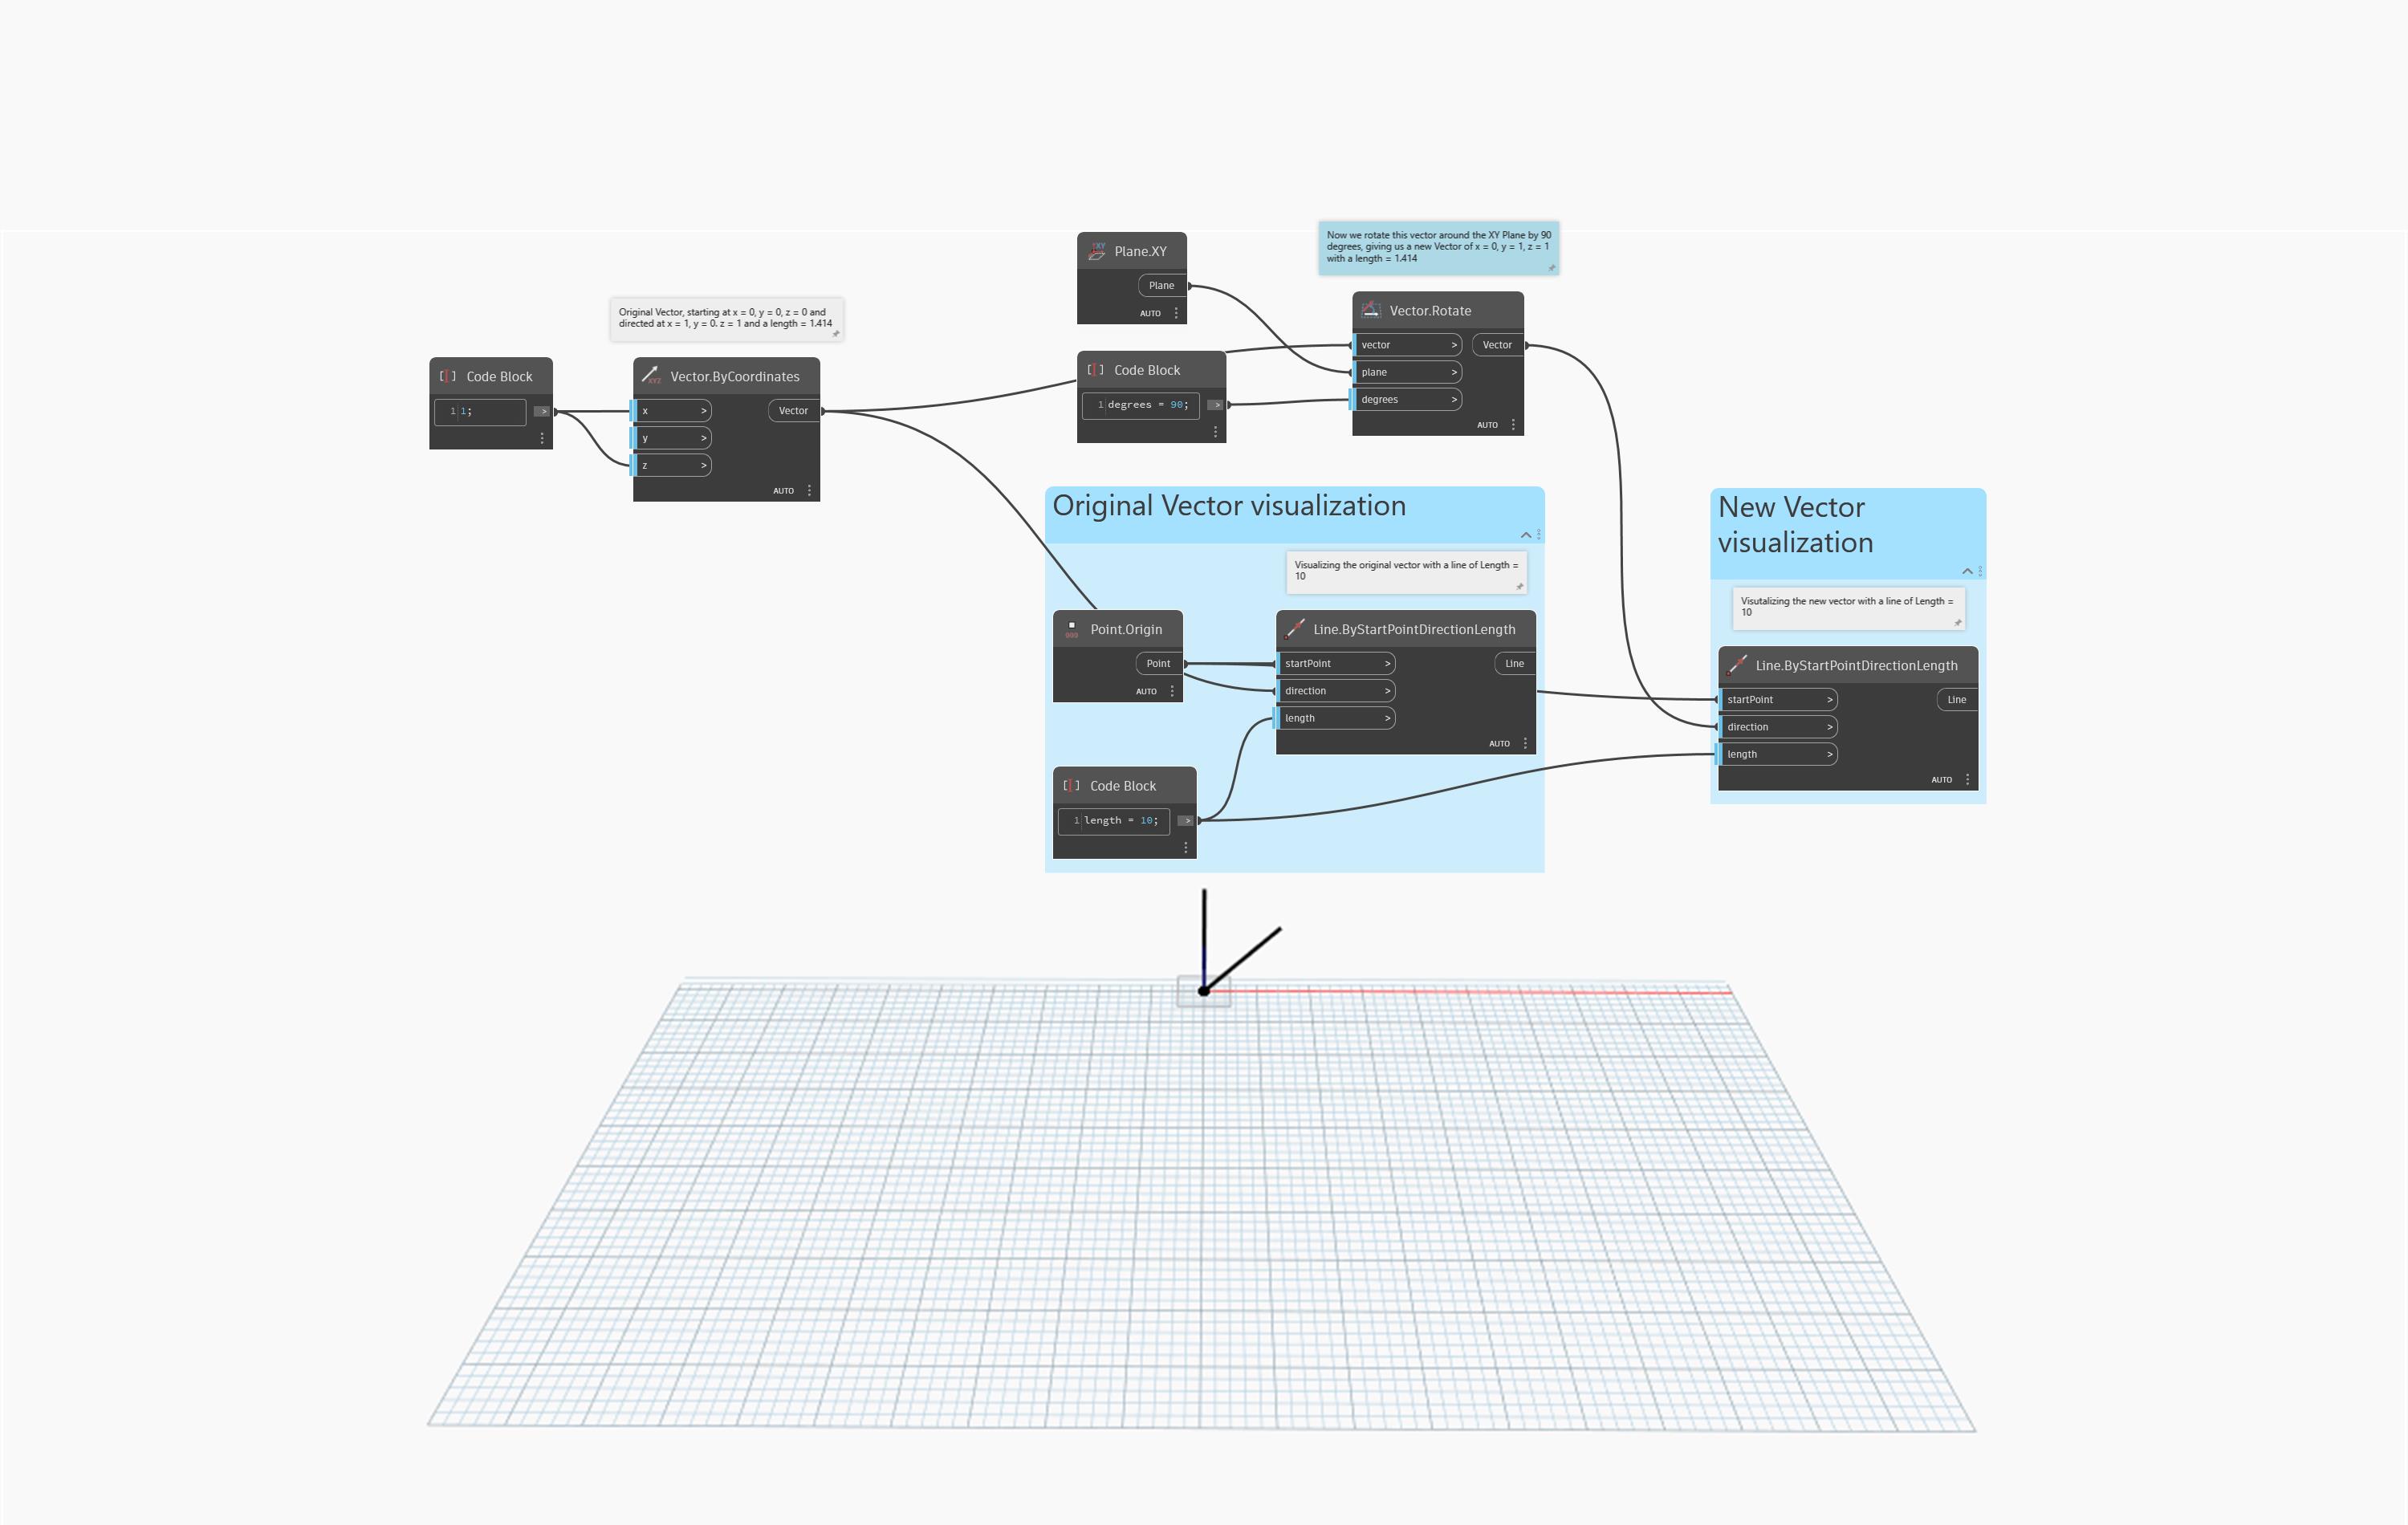 Code Block
1 1;
>
Original Vector, starting at x = 0, y = 0, z = 0 and
directed at x = 1, y = 0. z = 1 and a length = 1.414
XYZ
Vector.ByCoordinates
x >
Vector
y >
z >
AUTO
XY
Plane.XY
Plane
AUTO
Code Block
1 degrees = 90;
>
Now we rotate this vector around the XY Plane by 90
degrees, giving us a new Vector of x = 0, y = 1, z = 1
with a length = 1.414
Vector.Rotate
vector >
Vector
plane >
degrees >
AUTO
Original Vector visualization
Visualizing the original vector with a line of Length =
10
000
Point.Origin
Point
AUTO
Line.ByStartPointDirectionLength
startPoint >
Line
direction >
length >
AUTO
Code Block
1 length = 10;
>
New Vector
visualization
Visutalizing the new vector with a line of Length =
10
Line.ByStartPointDirectionLength
startPoint >
Line
direction >
length >
AUTO